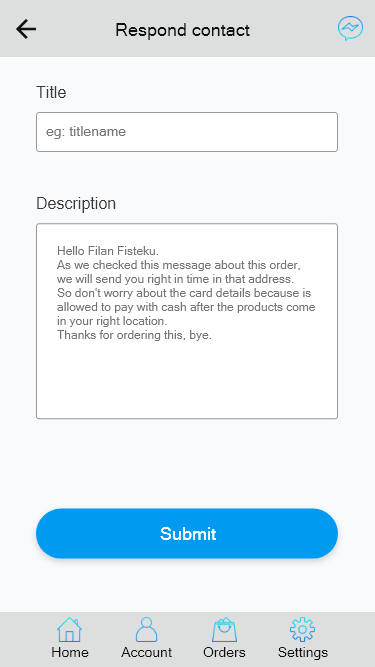 Respond contact
Title
eg: titlename
Description
Hello Filan Fisteku.
As we checked this message about this order,
we will send you right in time in that address.
So don't worry about the card details because is
allowed to pay with cash after the products come
in your right location.
Thanks for ordering this, bye.
Submit
Home Account Orders Settings